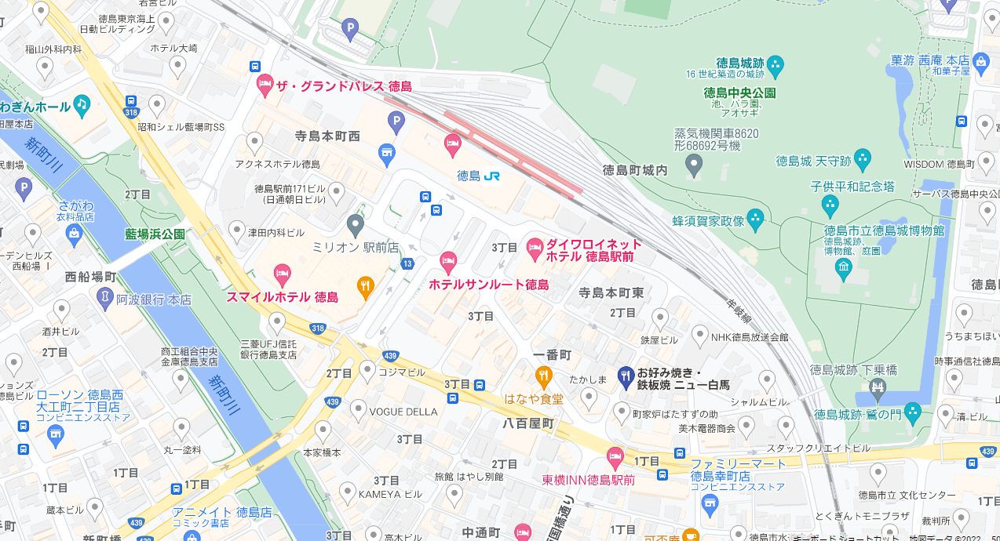 若宮ビル
徳島東京海上
日動ビルディング
稲山外科内科
ホテル大崎
わぎんホール
田屋本店
318
昭和シェル藍場町SS
ザ・グランドパレス 徳島
寺島本町西
アクネスホテル徳島
徳島 JR
新町川
民劇場
2丁目
さがわ
衣料品店
藍場浜公園
徳島駅前171ビル
(日通朝日ビル)
津田内科ビル
ミリオン 駅前店
13
3丁目
ダイワロイネット
ホテル 徳島駅前
ホテルサンルート徳島
スマイルホテル 徳島
ーデンヒルズ
西船場 Ⅰ
西船場町
阿波銀行 本店
徳島城跡
16 世紀築造の城跡
徳島中央公園
池、バラ園、
アオサギ
菓游 茜庵 本店
和菓子屋
蒸気機関車8620
形68692号機
徳島町城内
徳島城 天守跡
WISDOM 徳島町
子供平和記念塔
サーパス徳島中央公
蜂須賀家政像
徳島市立徳島城博物館
徳島城跡、
博物館、庭園
寺島本町東
2丁目
牟岐線
3丁目
鉄屋ビル
NHK徳島放送会館
一番町
たかしま
はなや食堂
お好み焼き・
鉄板焼 ニュー白馬
町家炉ばたすずの助
美木電器商会
シャルムビル
徳島城跡 下乗橋
徳島城跡·鷲の門
うちまちほい
時事通信社徳島
清.ビル
スタッフクリエイトビル
439
酒井ビル
2丁目
商工組合中央
金庫徳島支店
三菱UFJ信託
銀行徳島支店
318
439
2丁目
コジマビル
3丁目
ションズ
徳島ビル
ローソン 徳島西
大工町二丁目店
コンビニエンスストア
新町川
439
VOGUE DELLA
八百屋町
丸一塗料
本家橋本
3丁目
2丁目
1丁目
東横INN徳島駅前
ファミリーマート
徳島幸町店
コンビニエンスストア
1丁目
1丁目
1丁目
3丁目
KAMEYA ビル
旅館 はやし別館
蔵本ビル
アニメイト 徳島店
コミック書店
439
439
新町橋
3丁目
高木ビル
中通町
両国橋通り
1丁目
徳島市立 文化センター
とくぎんトモニプラザ
裁判所
1丁目
キーボード ショートカット
地図データ ©2022
50